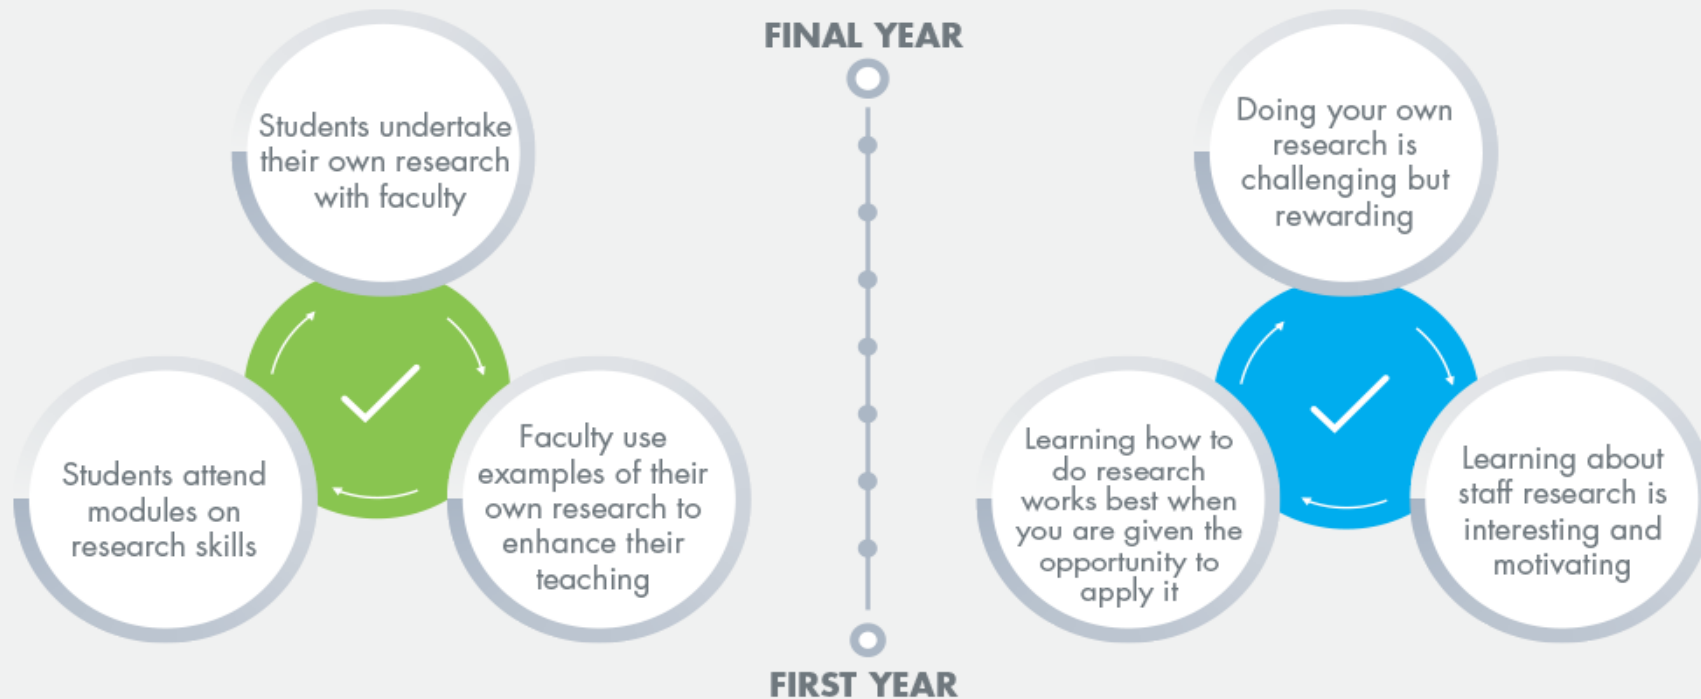 FINAL YEAR
Students undertake
their own research
with faculty
Students attend
modules on
research skills
Faculty use
examples of their
own research to
enhance their
teaching
Doing your own
research is
challenging but
rewarding
Learning how to
do research
works best when
you are given the
opportunity to
apply it
Learning about
staff research is
interesting and
motivating
FIRST YEAR